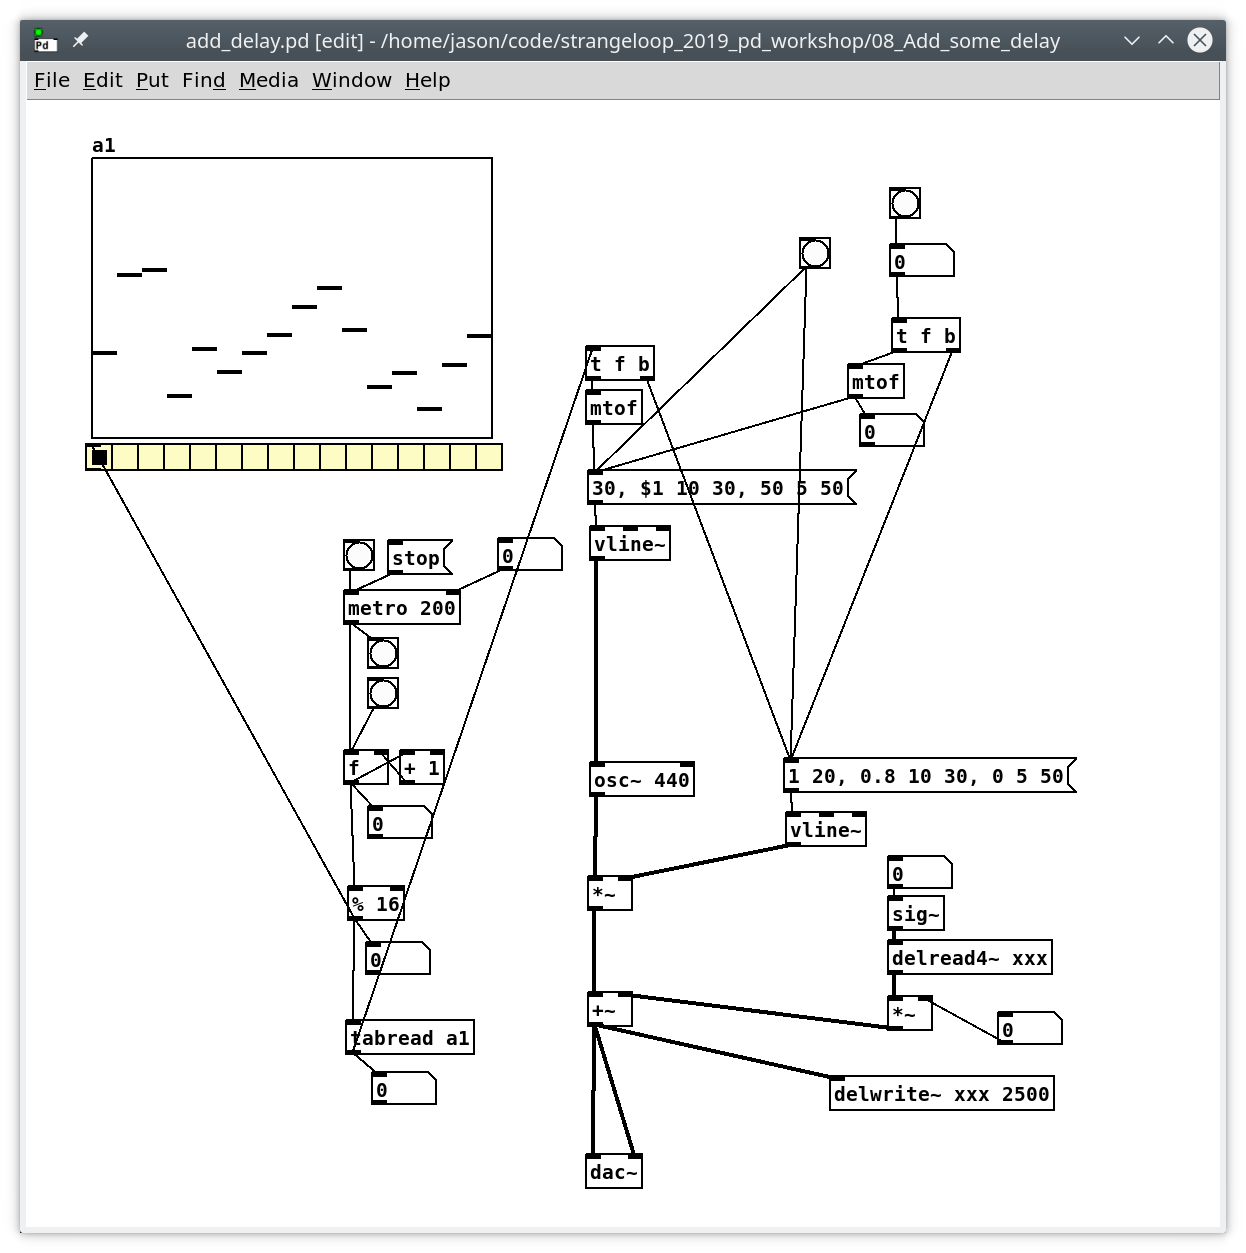 Pd
add_delay.pd [edit] - /home/jason/code/strangeloop_2019_pd_workshop/08_Add_some_delay
File Edit Put Find Media Window Help
a1
0
t f b
t f b
mtof
mtof
0
30, $1 10 30, 50 5 50
stop
0
vline~
metro 200
f
+ 1
osc~ 440
1 20, 0.8 10 30, 0 5 50
0
vline~
0
*~
% 16
sig~
0
delread4~ xxx
+~
*~
0
tabread a1
0
delwrite~ xxx 2500
dac~